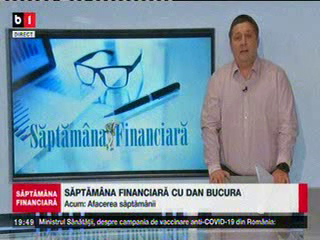 b1
DIRECT
Săptămâna Financiară
SĂPTĂMÂNA
FINANCIARĂ
SĂPTĂMÂNA FINANCIARĂ CU DAN BUCURA
Acum: Afacerea săptămânii
19:49 Ministrul Sănătății, despre campania de vaccinare anti-COVID-19 din România: